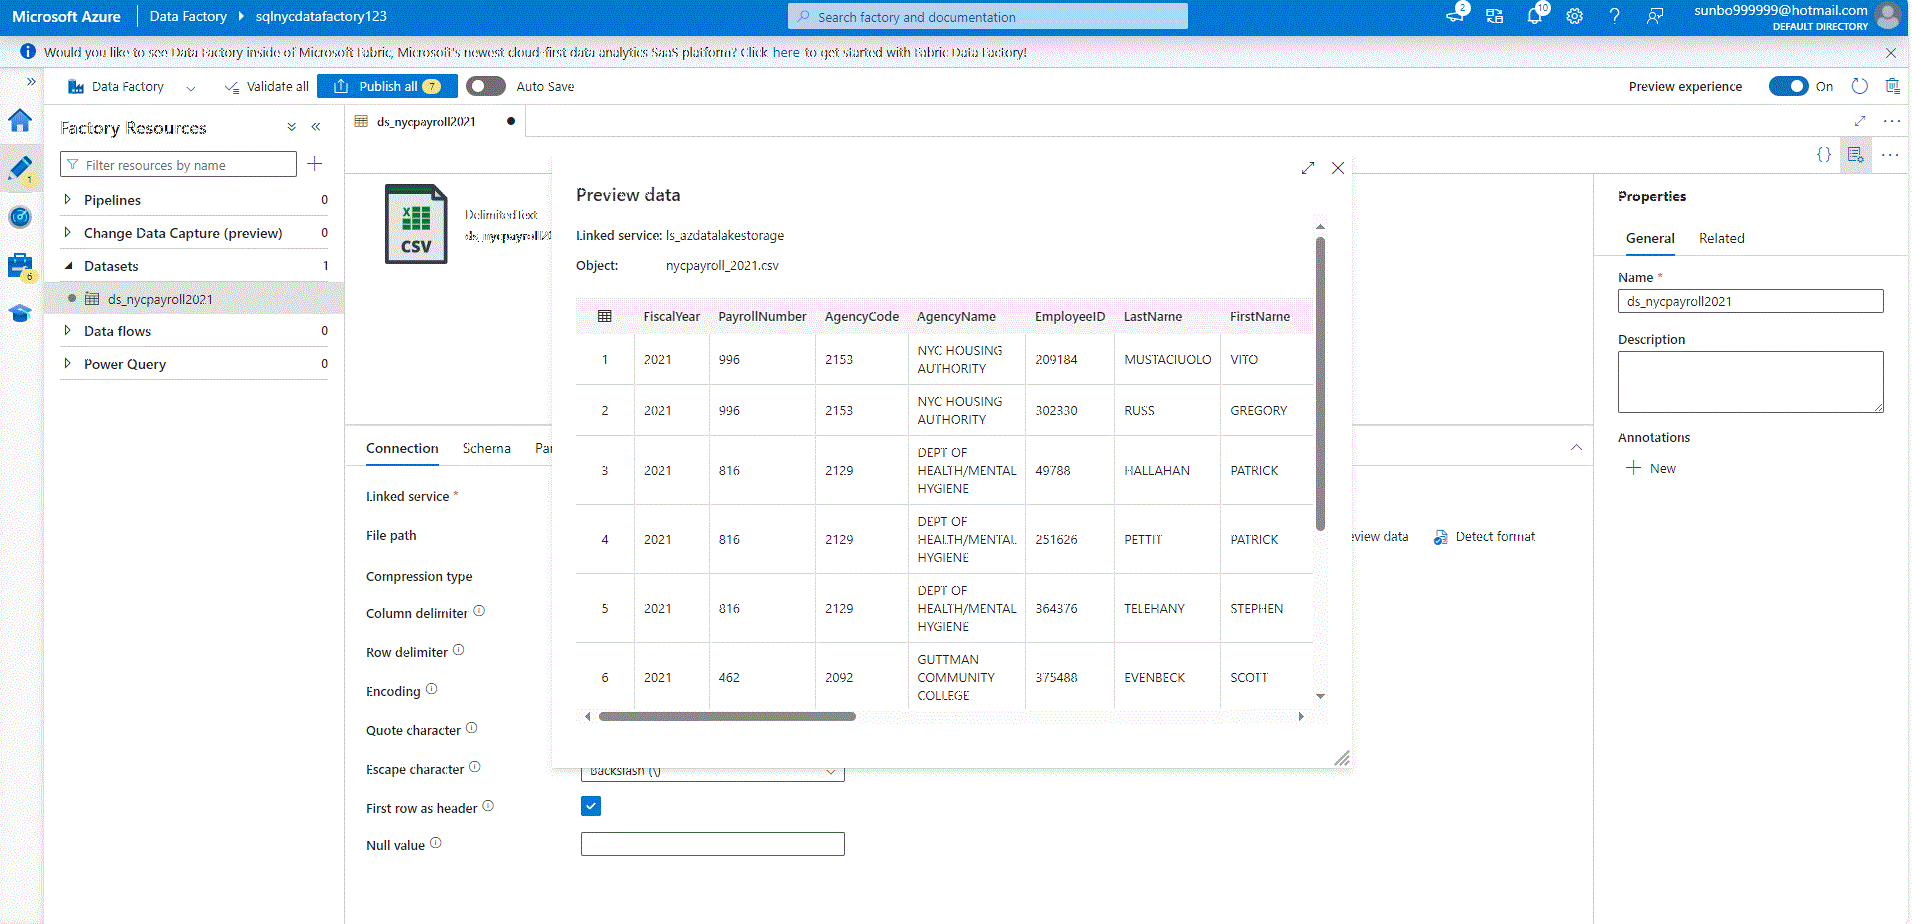 Microsoft Azure
Data Factory
sqlnycdatafactory123
Search factory and documentation
2
10
sunbo999999@hotmail.com
DEFAULT DIRECTORY
Would you like to see Data Factory inside of Microsoft Fabric, Microsoft's newest cloud-first data analytics SaaS platform? Click here to get started with Fabric Data Factory!
Data Factory
Validate all
Publish all 7
Auto Save
Preview experience
On
1
6
Factory Resources
Filter resources by name
Pipelines 0
Change Data Capture (preview) 0
Datasets 1
ds_nycpayroll2021
Data flows 0
Power Query 0
ds_nycpayroll2021
CSV
DelimitedText
ds_nycpayroll20
Preview data
Linked service: ls_azdatalakestorage
Object: nycpayroll_2021.csv
FiscalYear PayrollNumber AgencyCode AgencyName EmployeeID LastName FirstName
1 2021 996 2153 NYC HOUSING AUTHORITY 209184 MUSTACIUOLO VITO
2 2021 996 2153 NYC HOUSING AUTHORITY 302330 RUSS GREGORY
3 2021 816 2129 DEPT OF HEALTH/MENTAL HYGIENE 49788 HALLAHAN PATRICK
4 2021 816 2129 DEPT OF HEALTH/MENTAL HYGIENE 251626 PETTIT PATRICK
5 2021 816 2129 DEPT OF HEALTH/MENTAL HYGIENE 364376 TELEHANY STEPHEN
6 2021 462 2092 GUTTMAN COMMUNITY COLLEGE 375488 EVENBECK SCOTT
Connection
Schema
Par
Linked service *
File path
eview data
Detect format
Compression type
Column delimiter
Row delimiter
Encoding
Quote character
Escape character
Backslash (\)
First row as header
Null value
Properties
General
Related
Name *
ds_nycpayroll2021
Description
Annotations
New